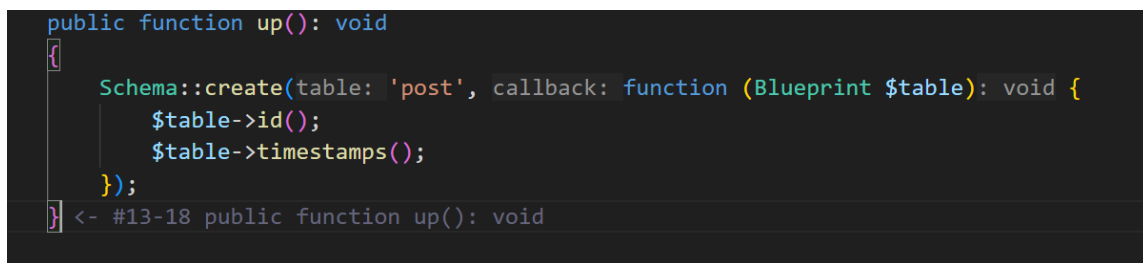 public function up(): void
{
    Schema::create(table: 'post', callback: function (Blueprint $table): void {
        $table->id();
        $table->timestamps();
    });
} <- #13-18 public function up(): void